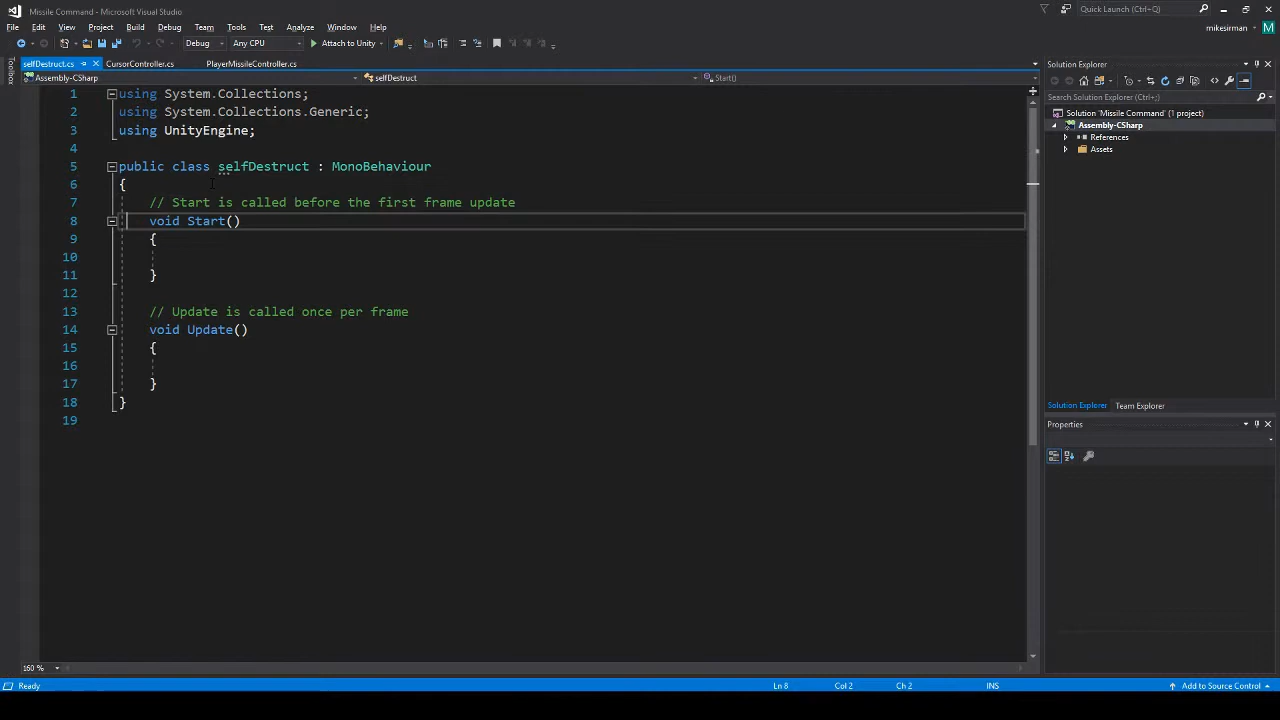 Missile Command - Microsoft Visual Studio
Quick Launch (Ctrl+Q)
File Edit View Project Build Debug Team Tools Test Analyze Window Help
mikesirman
M
Debug Any CPU Attach to Unity
Toolbox
selfDestruct.cs CursorController.cs PlayerMissileController.cs
Assembly-CSharp selfDestruct Start()
1 using System.Collections;
2 using System.Collections.Generic;
3 using UnityEngine;
4
5 public class selfDestruct : MonoBehaviour
6 {
7 // Start is called before the first frame update
8 void Start()
9 {
10
11 }
12
13 // Update is called once per frame
14 void Update()
15 {
16
17 }
18 }
19
160 %
Solution Explorer
Search Solution Explorer (Ctrl+;)
Solution 'Missile Command' (1 project)
Assembly-CSharp
References
Assets
Solution Explorer Team Explorer
Properties
Ready Ln 8 Col 2 Ch 2 INS Add to Source Control